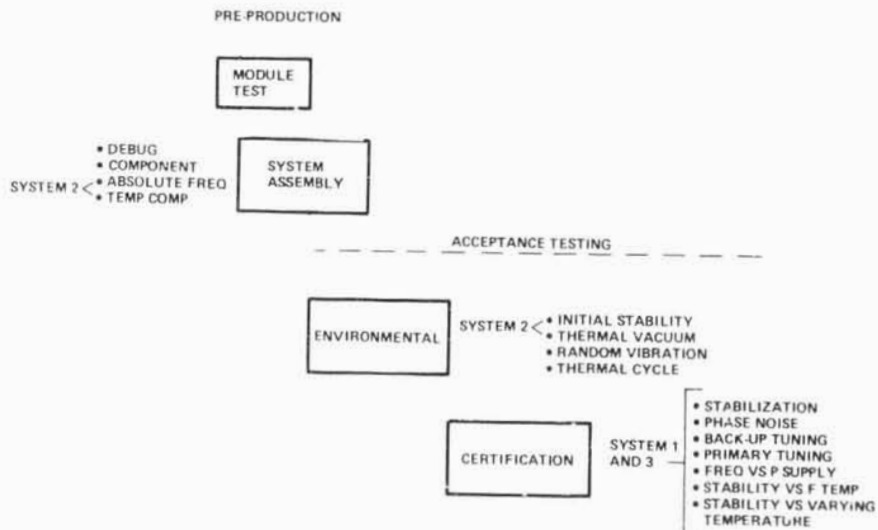 PRE-PRODUCTION
MODULE
TEST
SYSTEM 2 <
• DEBUG
• COMPONENT
• ABSOLUTE FREQ
• TEMP COMP
SYSTEM
ASSEMBLY
ACCEPTANCE TESTING
ENVIRONMENTAL
SYSTEM 2 <
• INITIAL STABILITY
• THERMAL VACUUM
• RANDOM VIBRATION
• THERMAL CYCLE
CERTIFICATION
SYSTEM 1
AND 3
• STABILIZATION
• PHASE NOISE
• BACK-UP TUNING
• PRIMARY TUNING
• FREQ VS P SUPPLY
• STABILITY VS F TEMP
• STABILITY VS VARYING
TEMPERATURE